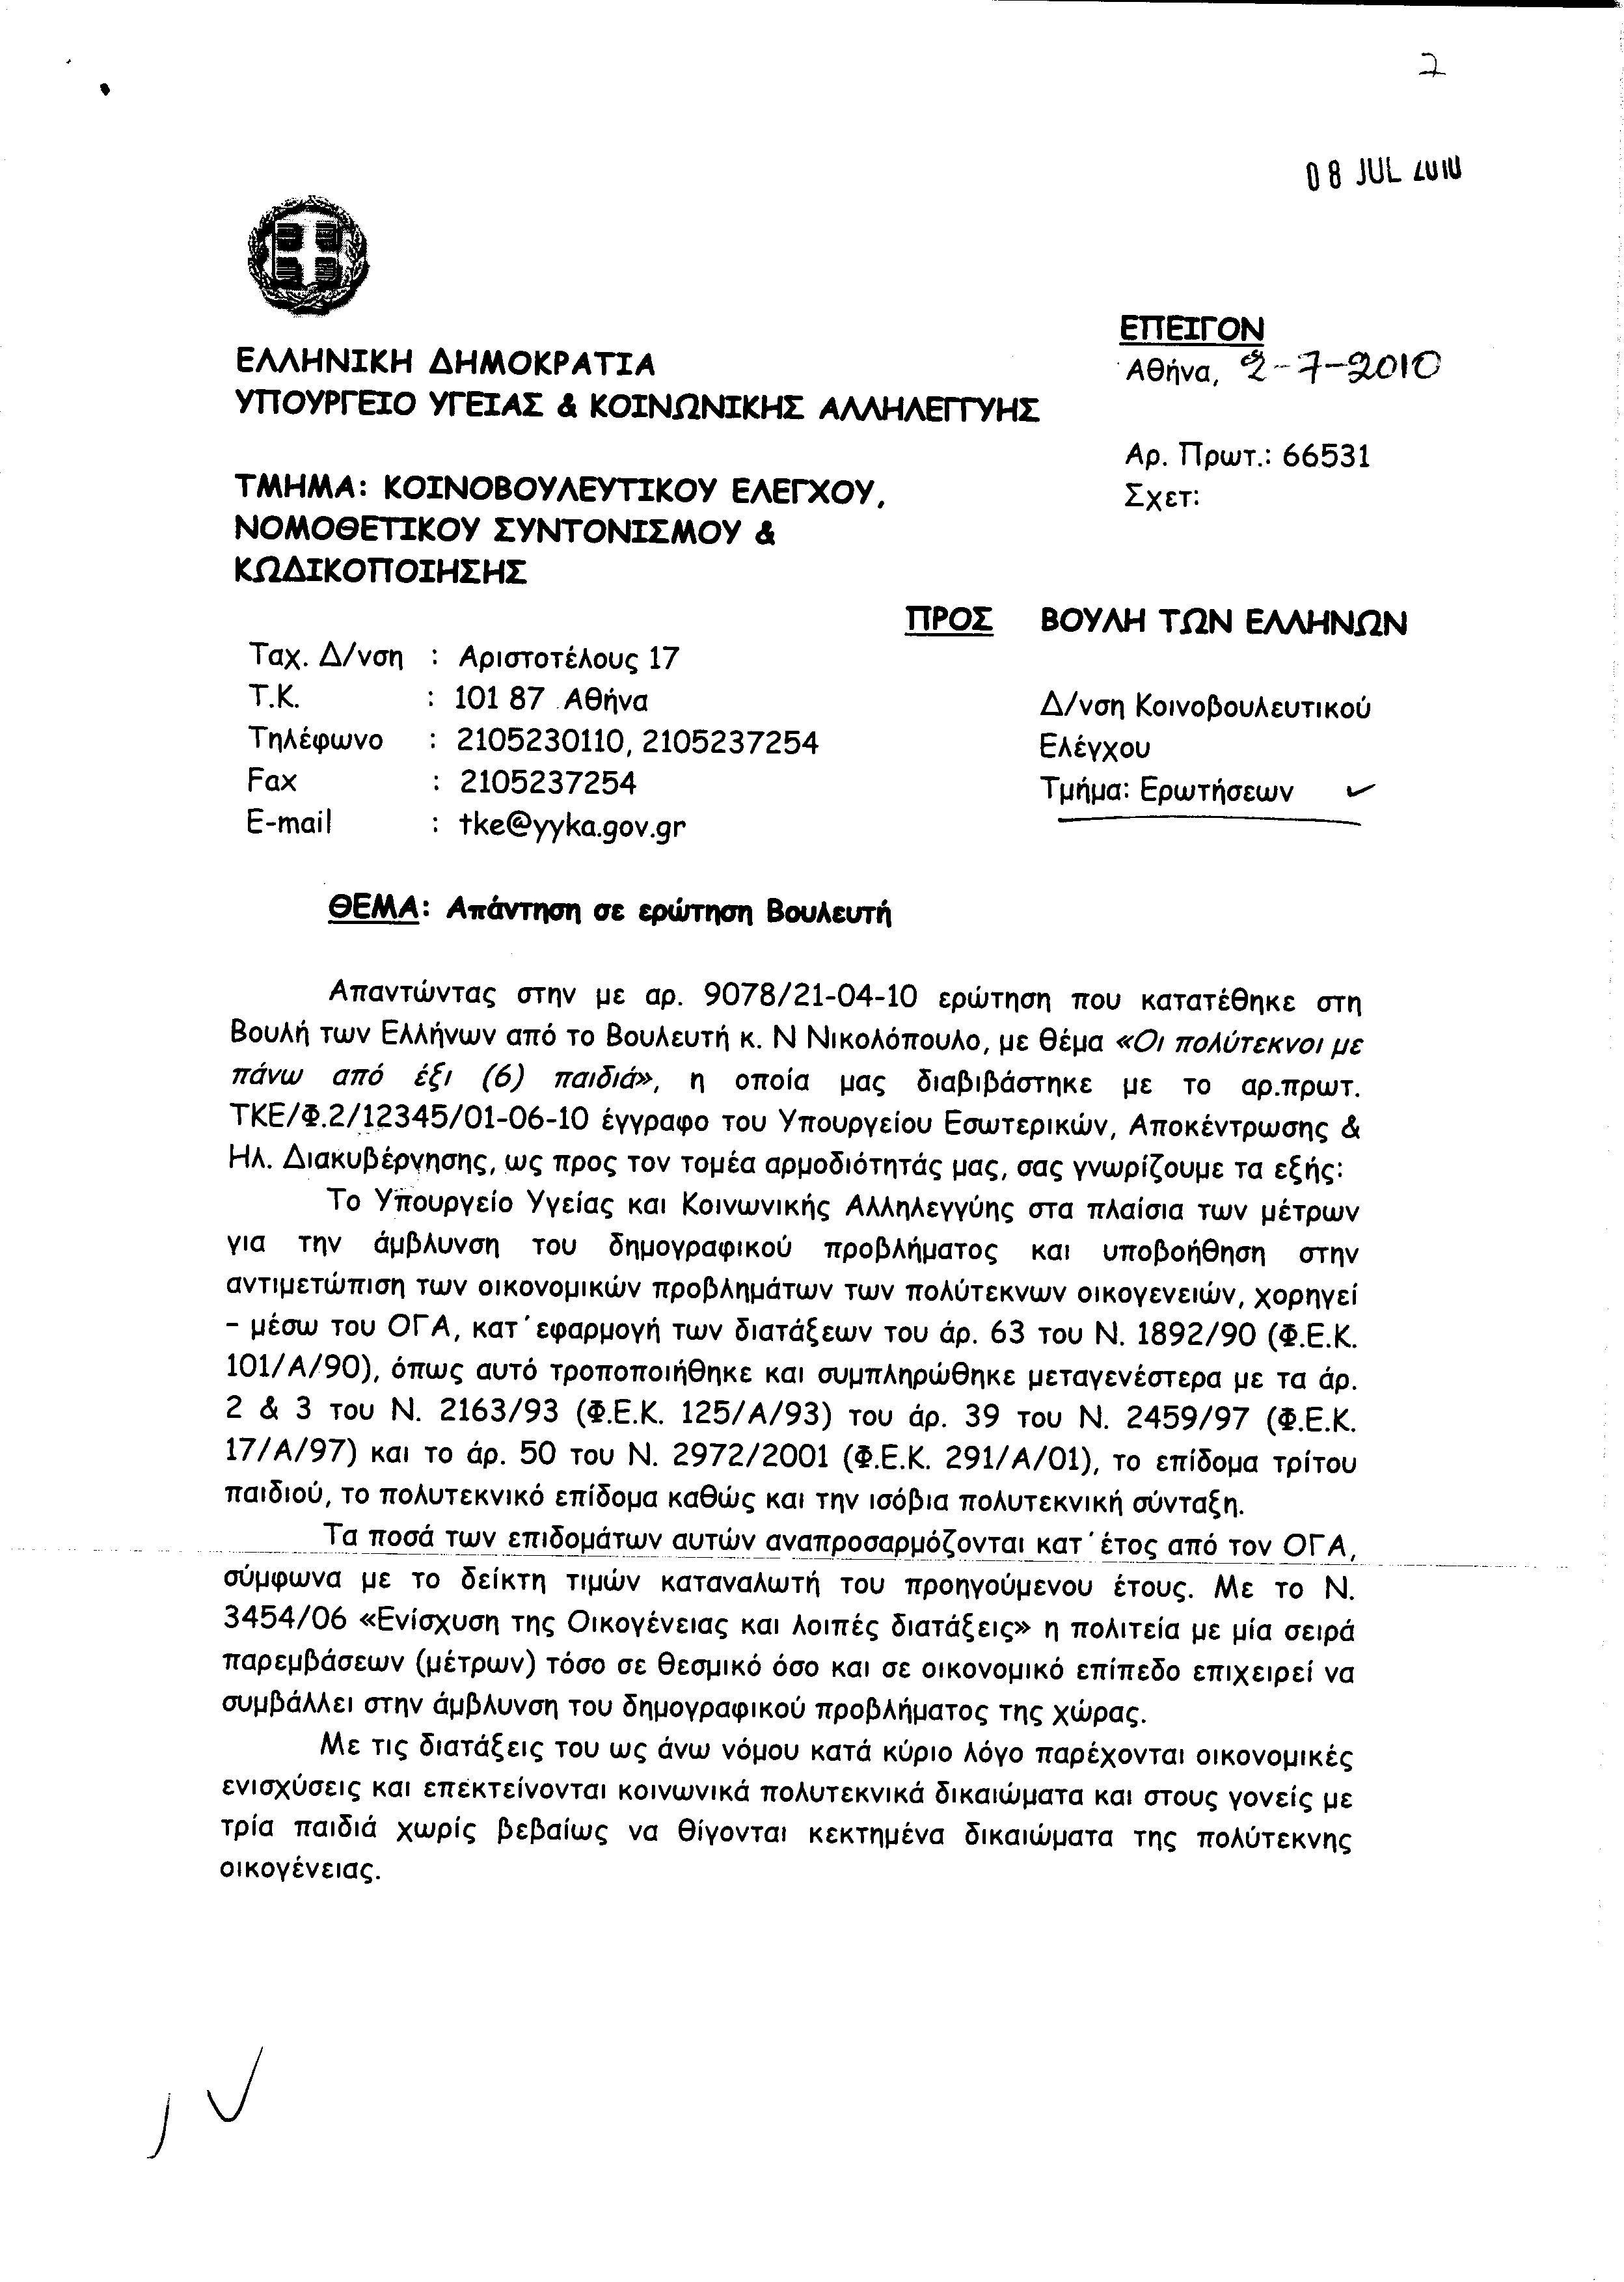 08 JUL 2010
ΕΠΕΙΓΟΝ
ΕΛΛΗΝΙΚΗ ΔΗΜΟΚΡΑΤΙΑ
Αθήνα, 2-7-2010
ΥΠΟΥΡΓΕΙΟ ΥΓΕΙΑΣ & ΚΟΙΝΩΝΙΚΗΣ ΑΛΛΗΛΕΓΓΥΗΣ
Αρ. Πρωτ.: 66531
ΤΜΗΜΑ: ΚΟΙΝΟΒΟΥΛΕΥΤΙΚΟΥ ΕΛΕΓΧΟΥ,
Σχετ:
ΝΟΜΟΘΕΤΙΚΟΥ ΣΥΝΤΟΝΙΣΜΟΥ &
ΚΩΔΙΚΟΠΟΙΗΣΗΣ
ΠΡΟΣ ΒΟΥΛΗ ΤΩΝ ΕΛΛΗΝΩΝ
Ταχ. Δ/νση : Αριστοτέλους 17
Τ.Κ. : 101 87 Αθήνα
Δ/νση Κοινοβουλευτικού
Τηλέφωνο : 2105230110, 2105237254
Ελέγχου
Fax : 2105237254
Τμήμα: Ερωτήσεων
E-mail : tke@yyka.gov.gr
ΘΕΜΑ: Απάντηση σε ερώτηση Βουλευτή
Απαντώντας στην με αρ. 9078/21-04-10 ερώτηση που κατατέθηκε στη
Βουλή των Ελλήνων από το Βουλευτή κ. Ν Νικολόπουλο, με θέμα «Οι πολύτεκνοι με
πάνω από έξι (6) παιδιά», η οποία μας διαβιβάστηκε με το αρ.πρωτ.
ΤΚΕ/Φ.2/12345/01-06-10 έγγραφο του Υπουργείου Εσωτερικών, Αποκέντρωσης &
Ηλ. Διακυβέρνησης, ως προς τον τομέα αρμοδιότητάς μας, σας γνωρίζουμε τα εξής:
Το Υπουργείο Υγείας και Κοινωνικής Αλληλεγγύης στα πλαίσια των μέτρων
για την άμβλυνση του δημογραφικού προβλήματος και υποβοήθηση στην
αντιμετώπιση των οικονομικών προβλημάτων των πολύτεκνων οικογενειών, χορηγεί
- μέσω του ΟΓΑ, κατ΄εφαρμογή των διατάξεων του άρ. 63 του Ν. 1892/90 (Φ.Ε.Κ.
101/Α/90), όπως αυτό τροποποιήθηκε και συμπληρώθηκε μεταγενέστερα με τα άρ.
2 & 3 του Ν. 2163/93 (Φ.Ε.Κ. 125/Α/93) του άρ. 39 του Ν. 2459/97 (Φ.Ε.Κ.
17/Α/97) και το άρ. 50 του Ν. 2972/2001 (Φ.Ε.Κ. 291/Α/01), το επίδομα τρίτου
παιδιού, το πολυτεκνικό επίδομα καθώς και την ισόβια πολυτεκνική σύνταξη.
Τα ποσά των επιδομάτων αυτών αναπροσαρμόζονται κατ΄έτος από τον ΟΓΑ,
σύμφωνα με το δείκτη τιμών καταναλωτή του προηγούμενου έτους. Με το Ν.
3454/06 «Ενίσχυση της Οικογένειας και λοιπές διατάξεις» η πολιτεία με μία σειρά
παρεμβάσεων (μέτρων) τόσο σε θεσμικό όσο και σε οικονομικό επίπεδο επιχειρεί να
συμβάλλει στην άμβλυνση του δημογραφικού προβλήματος της χώρας.
Με τις διατάξεις του ως άνω νόμου κατά κύριο λόγο παρέχονται οικονομικές
ενισχύσεις και επεκτείνονται κοινωνικά πολυτεκνικά δικαιώματα και στους γονείς με
τρία παιδιά χωρίς βεβαίως να θίγονται κεκτημένα δικαιώματα της πολύτεκνης
οικογένειας.